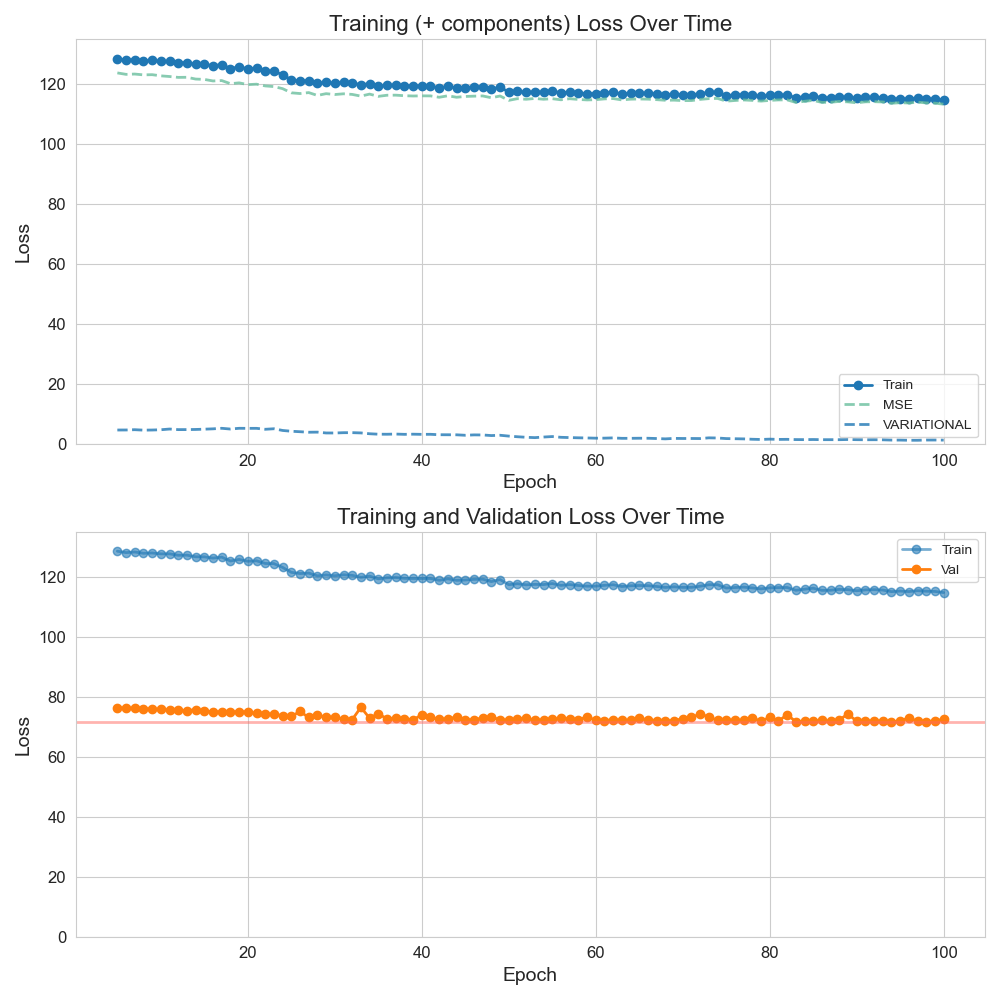 Training (+ components) Loss Over Time
120
100
80
60
40
20
0
Loss
Train
MSE
VARIATIONAL
20 40 60 80 100
Epoch
Training and Validation Loss Over Time
Train
Val
120
100
80
60
40
20
0
Loss
20 40 60 80 100
Epoch